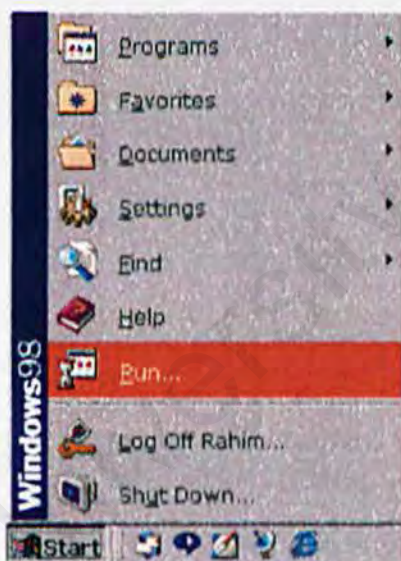 Programs
Favorites
Documents
Settings
Find
Help
Run...
Log Off Rahim...
Shut Down...
Windows98
Start